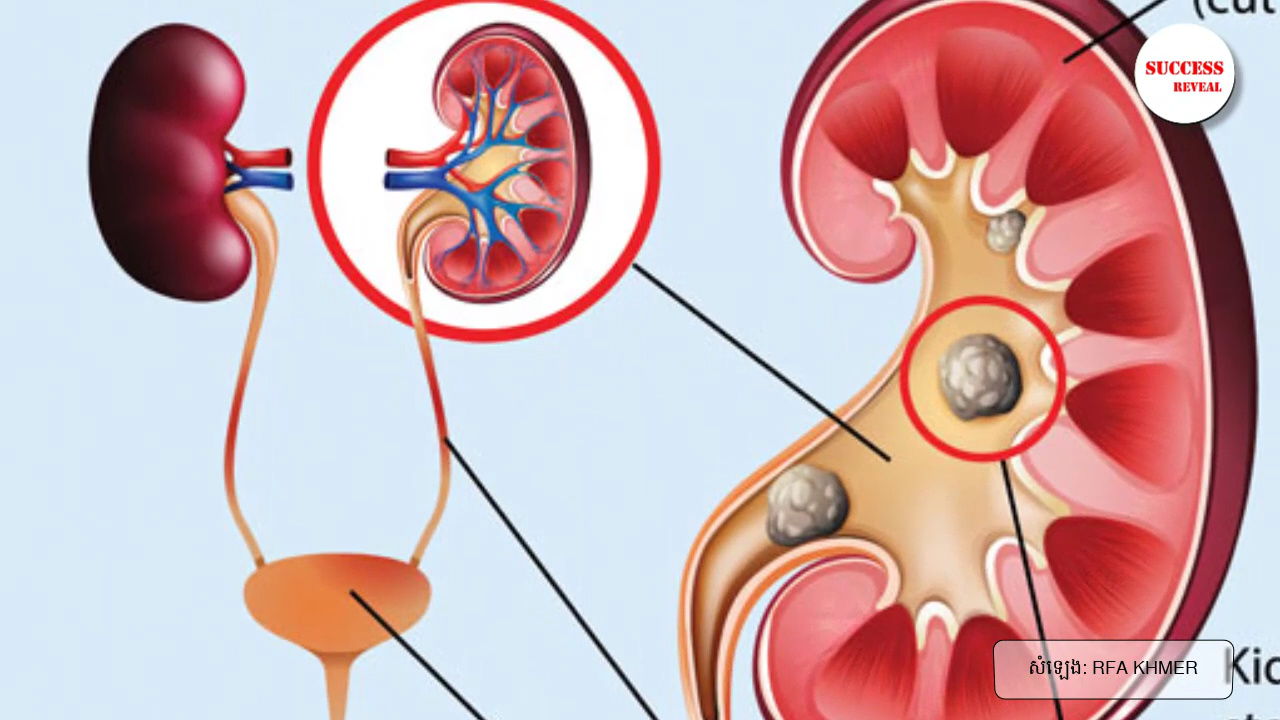 (cut
SUCCESS
REVEAL
សំឡេង: RFA KHMER
Kid